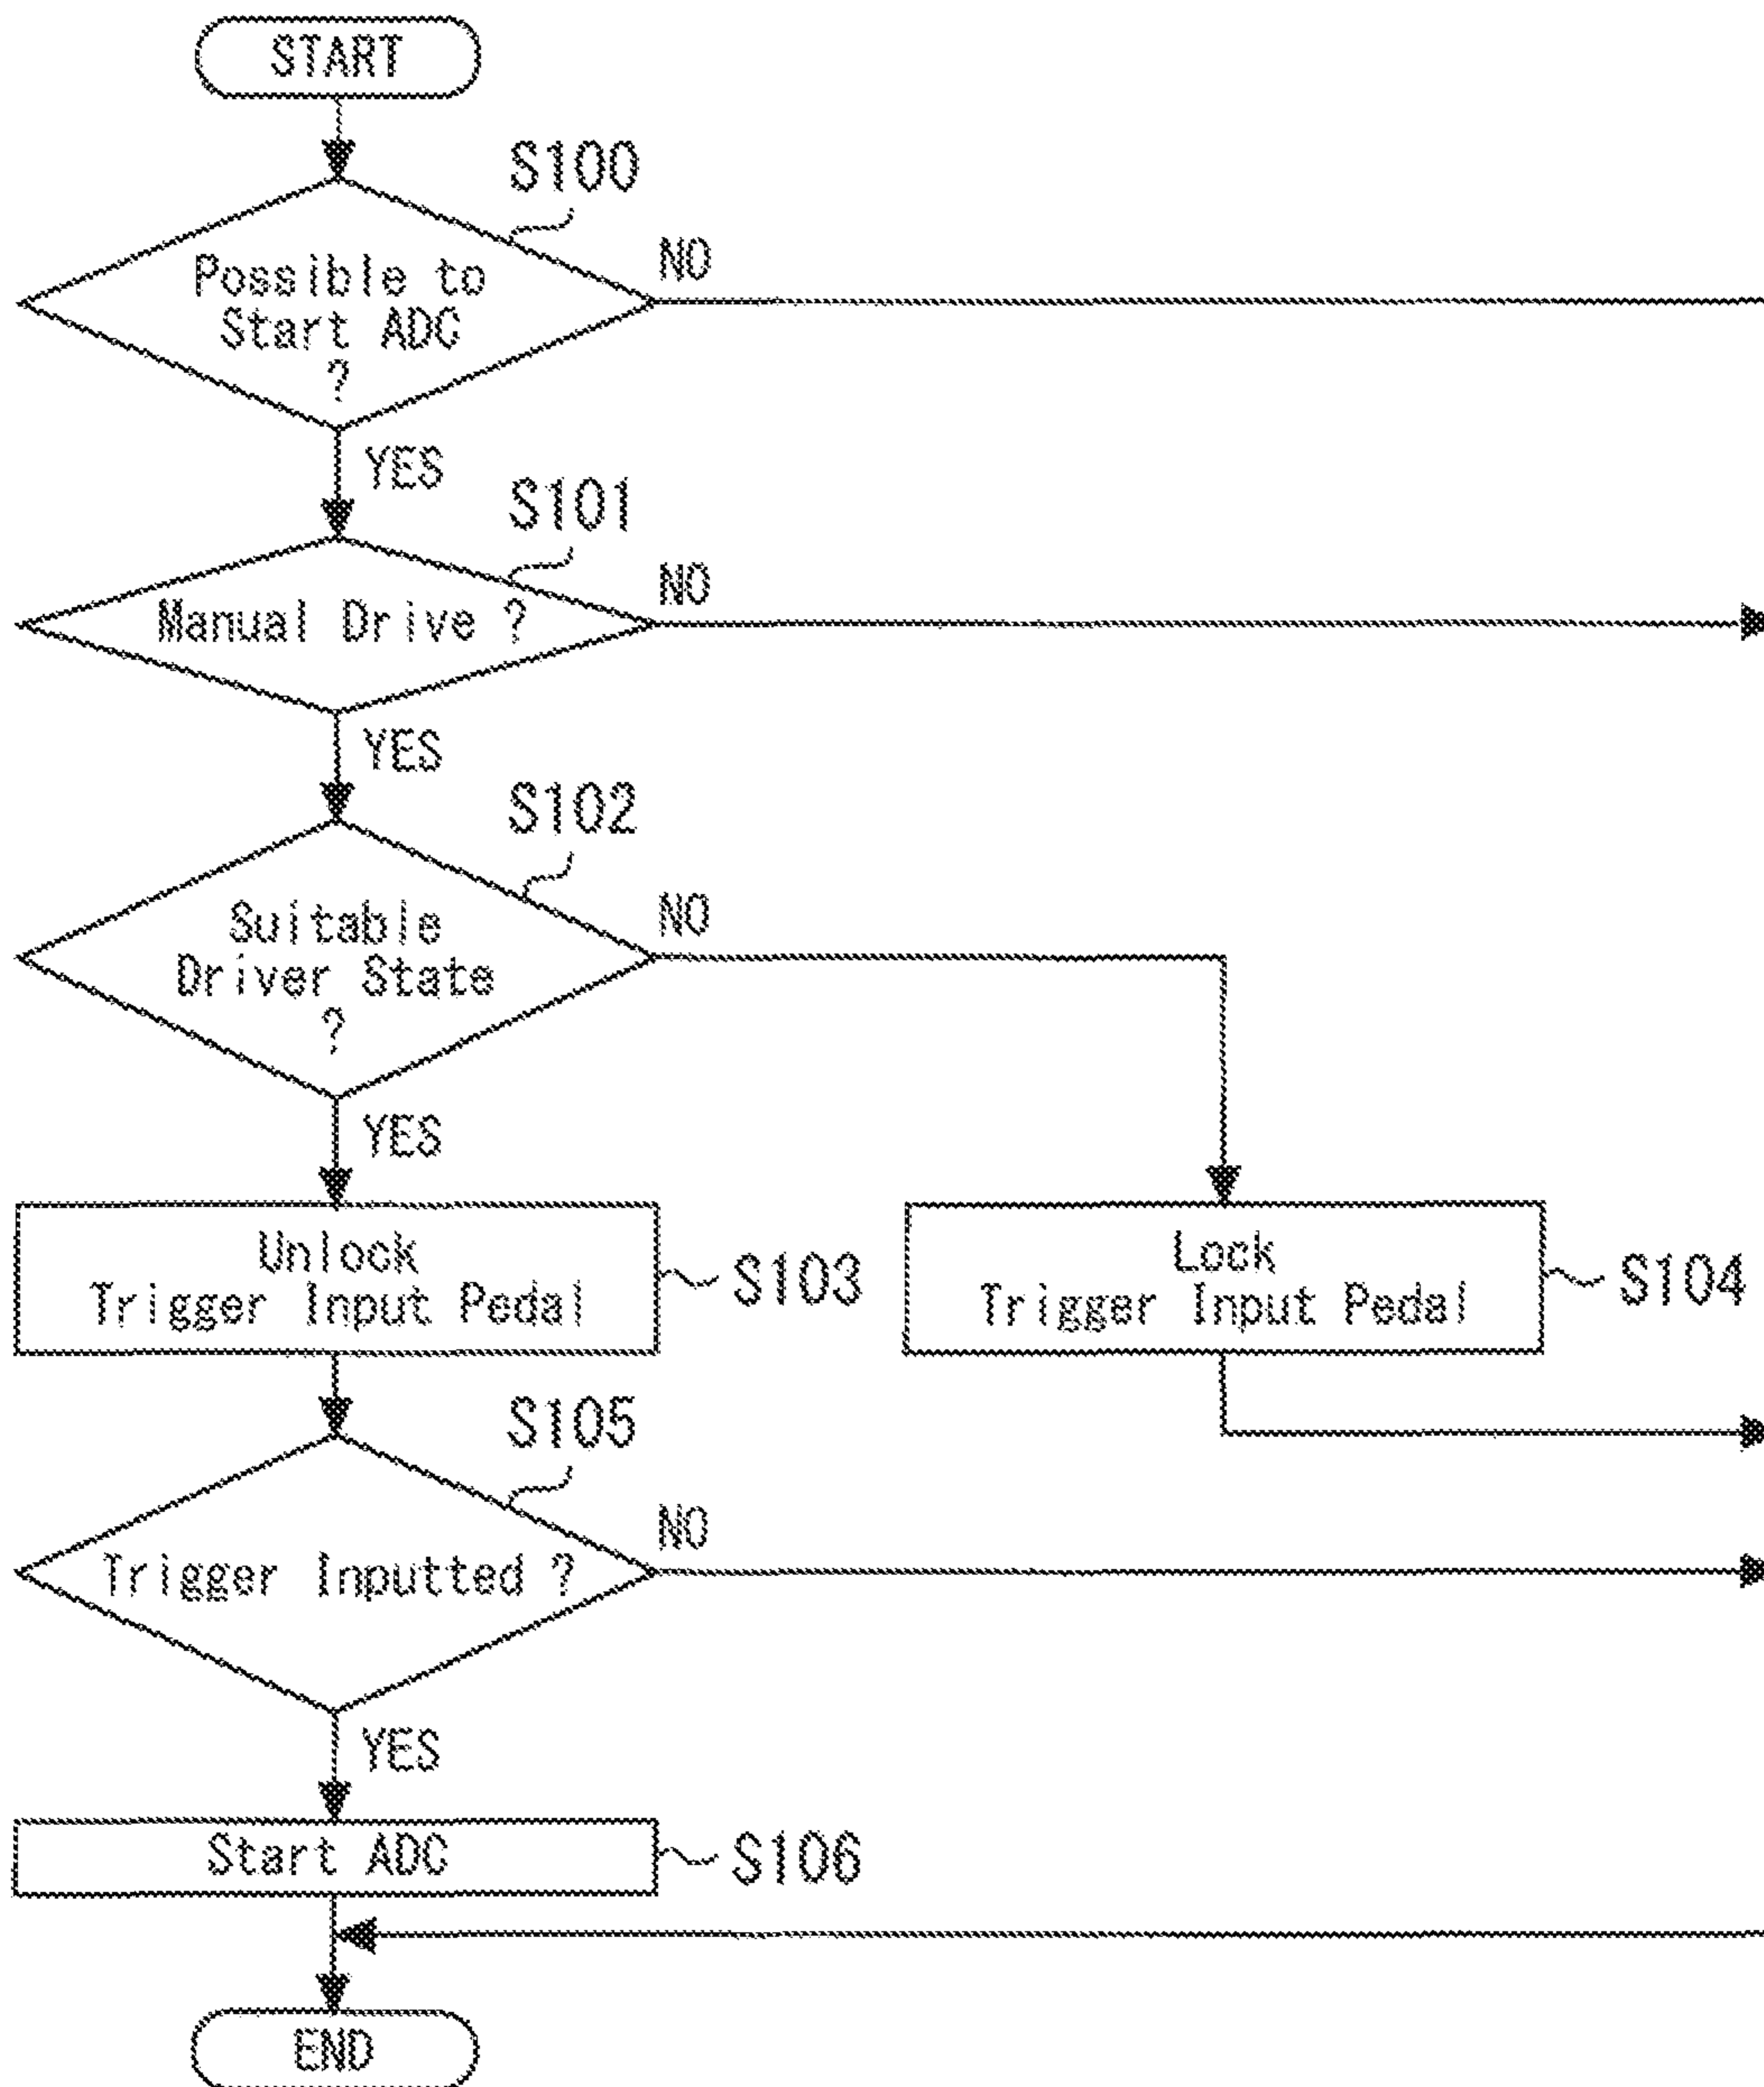 START
S100
Possible to
Start ADC
?
NO
YES
S101
Manual Drive ?
NO
YES
S102
Suitable
Driver State
?
NO
YES
Unlock
Trigger Input Pedal
S103
Lock
Trigger Input Pedal
S104
S105
Trigger Inputted ?
NO
YES
Start ADC
S106
END